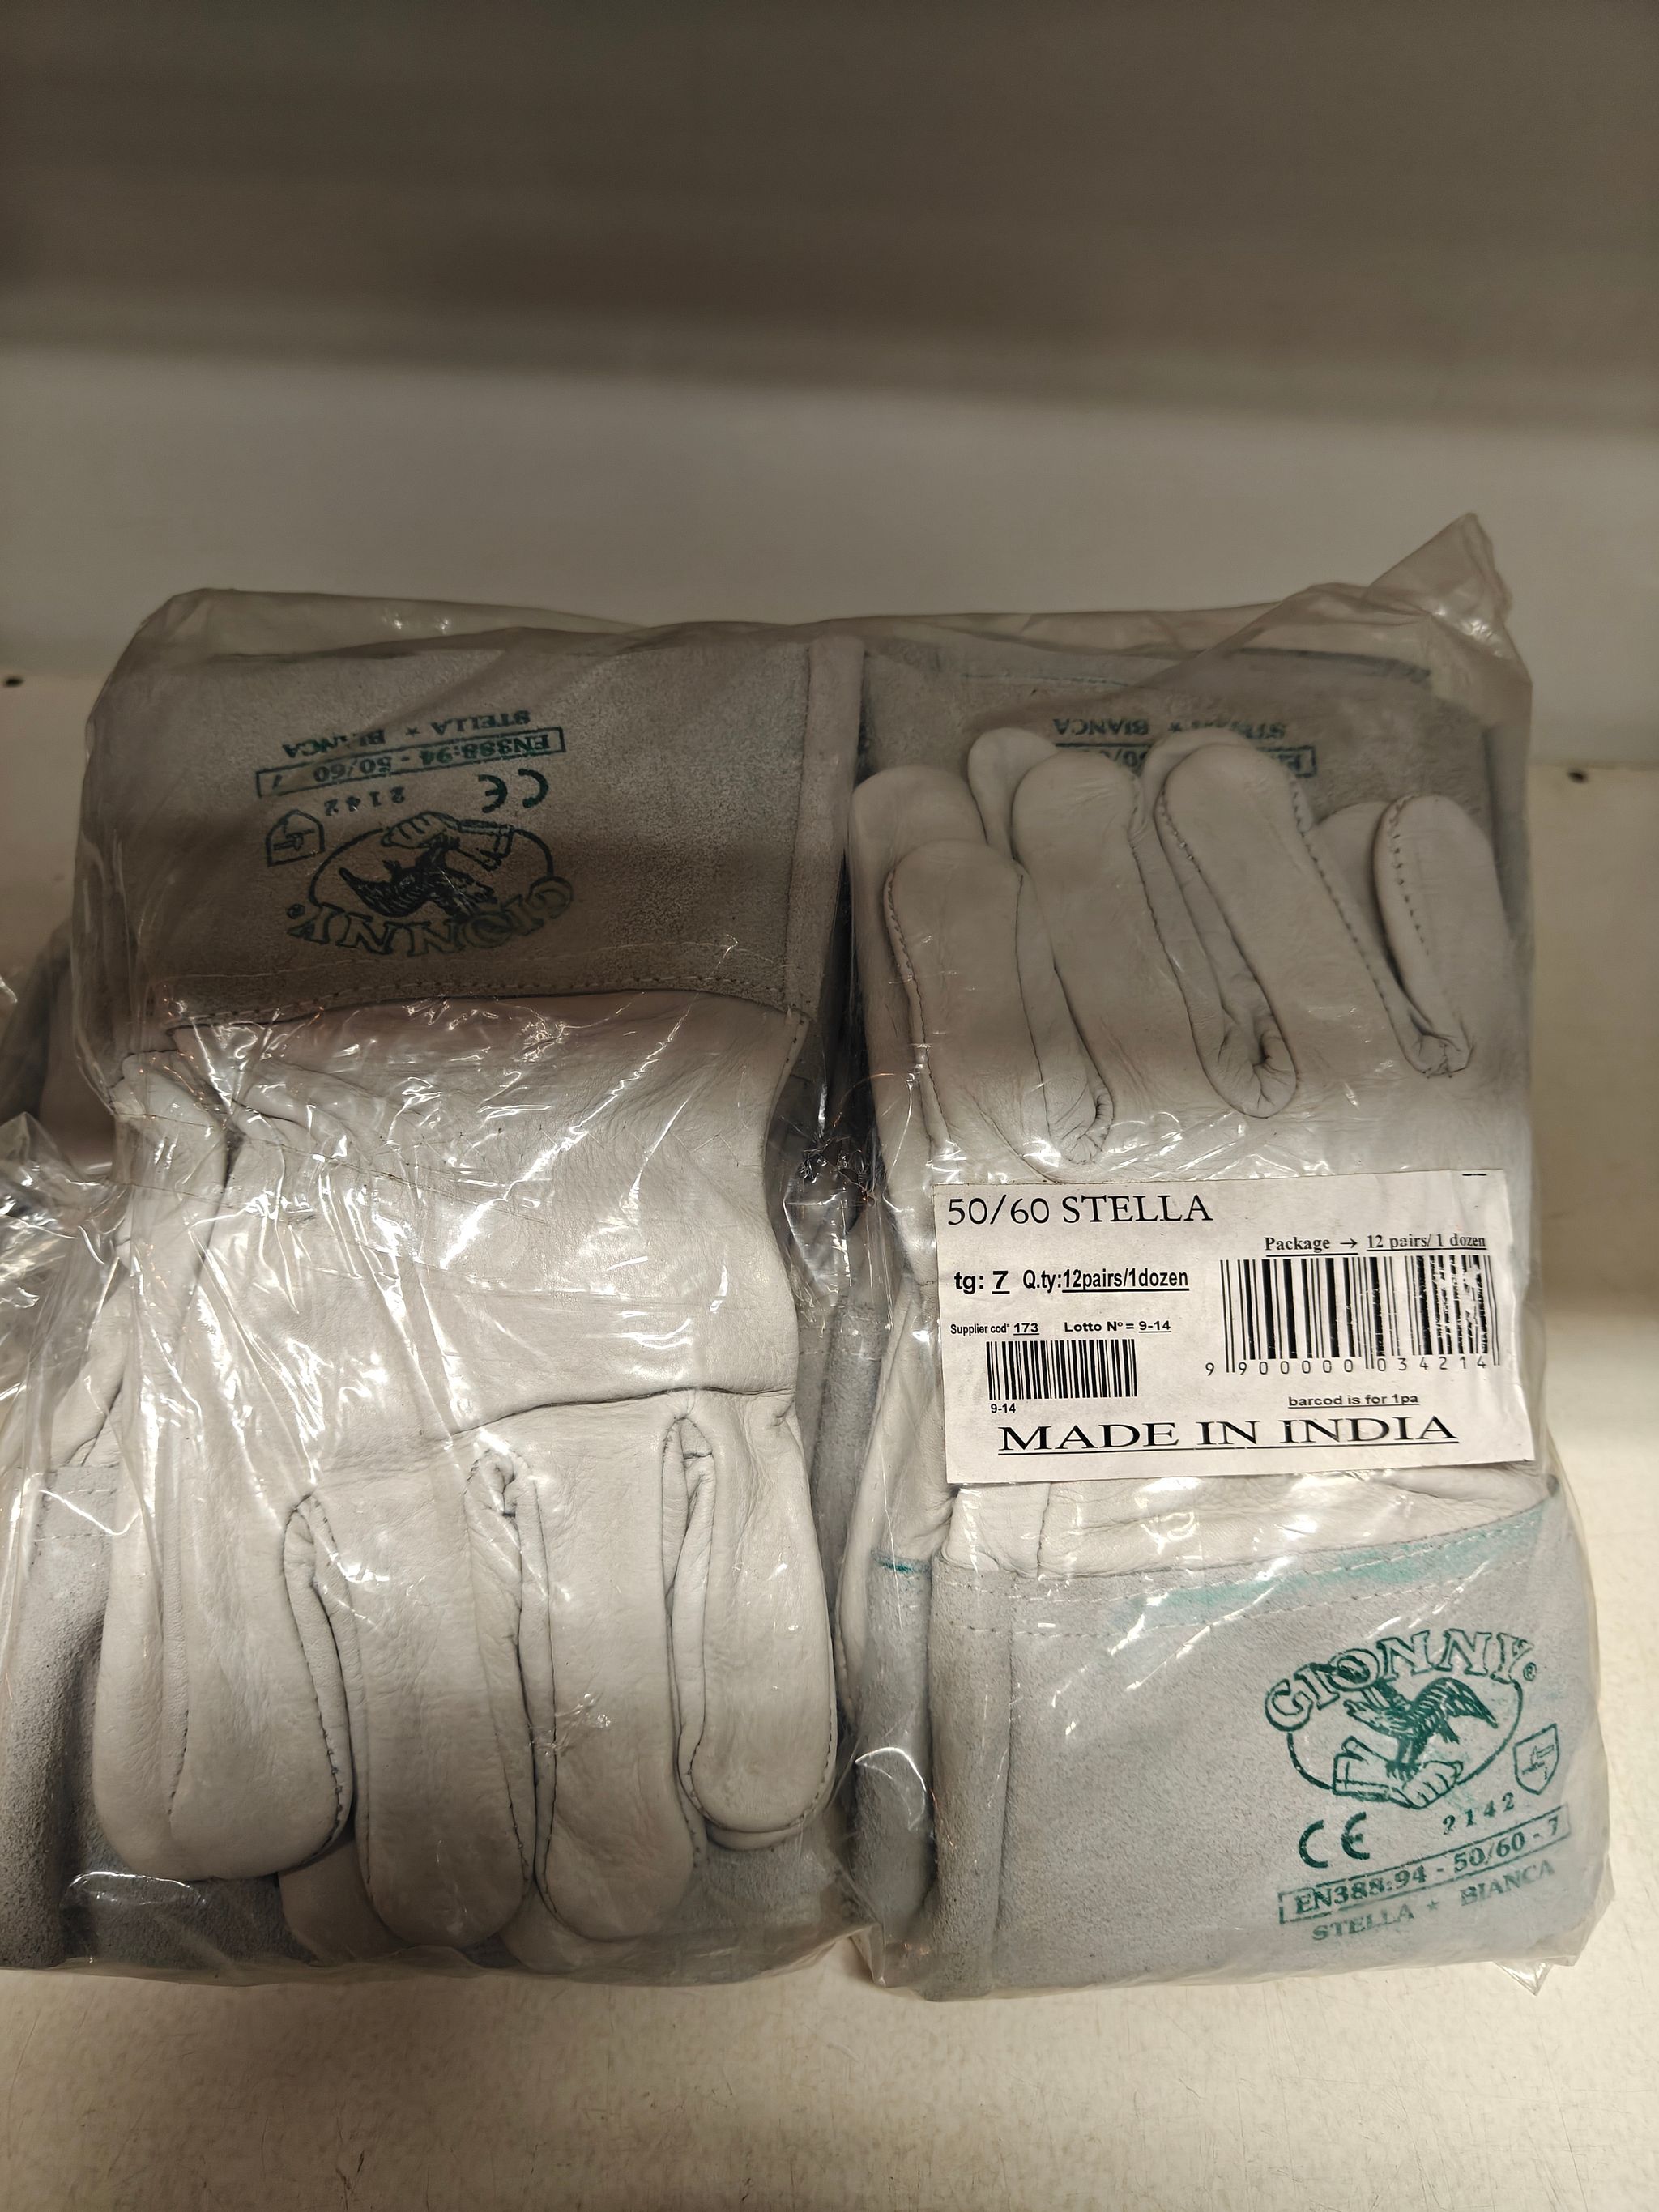 STELLA ★ BIANCA
EN388:94 - 50/60 7
CE
2142
GIONNY®
STELLA ★ BIANCA
50/60 STELLA
Package → 12 pairs/ 1 dozen
tg: 7 Q.ty:12pairs/1dozen
Supplier cod° 173 Lotto N° = 9-14
9-14
9 900000 034214
barcod is for 1pa
MADE IN INDIA
GIONNY®
2142
CE
EN388:94 - 50/60 - 7
STELLA ★ BIANCA